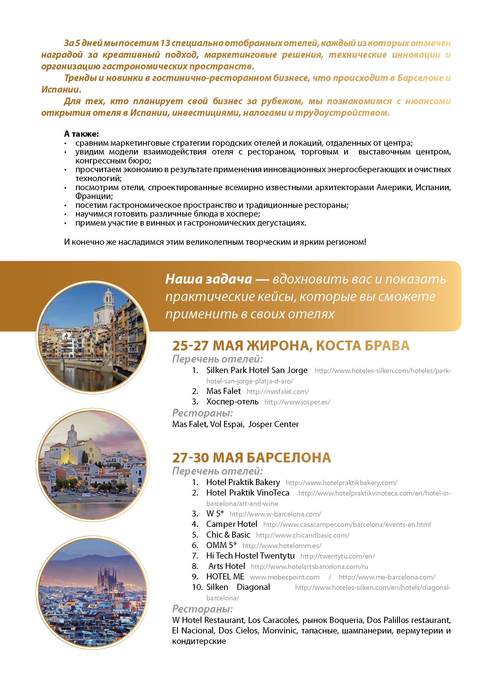 За 5 дней мы посетим 13 специально отобранных отелей, каждый из которых отмечен
наградой за креативный подход, маркетинговые решения, технические инновации и
организацию гастрономических пространств.
Тренды и новинки в гостинично-ресторанном бизнесе, что происходит в Барселоне и
Испании.
Для тех, кто планирует свой бизнес за рубежом, мы познакомимся с нюансами
открытия отеля в Испании, инвестициями, налогами и трудоустройством.
А также:
• сравним маркетинговые стратегии городских отелей и локаций, отдаленных от центра;
• увидим модели взаимодействия отеля с рестораном, торговым и выставочным центром,
конгрессным бюро;
• просчитаем экономию в результате применения инновационных энергосберегающих и очистных
технологий;
• посмотрим отели, спроектированные всемирно известными архитекторами Америки, Испании,
Франции;
• посетим гастрономическое пространство и традиционные рестораны;
• научимся готовить различные блюда в хоспере;
• примем участие в винных и гастрономических дегустациях.
И конечно же насладимся этим великолепным творческим и ярким регионом!
Наша задача — вдохновить вас и показать
практические кейсы, которые вы сможете
применить в своих отелях
25-27 МАЯ ЖИРОНА, КОСТА БРАВА
Перечень отелей:
1. Silken Park Hotel San Jorge http://www.hoteles-silken.com/hoteles/park-
hotel-san-jorge-platja-d-aro/
2. Mas Falet http://masfalet.com/
3. Хоспер-отель http://www.josper.es/
Рестораны:
Mas Falet, Vol Espai, Josper Center
27-30 МАЯ БАРСЕЛОНА
Перечень отелей:
1. Hotel Praktik Bakery http://www.hotelpraktikbakery.com/
2. Hotel Praktik VinoTeca http://www.hotelpraktikvinoteca.com/en/hotel-in-
barcelona/art-and-wine
3. W 5* http://www.w-barcelona.com/
4. Camper Hotel http://www.casacamper.com/barcelona/events-en.html
5. Chic & Basic http://www.chicandbasic.com/
6. OMM 5* http://www.hotelomm.es/
7. Hi Tech Hostel Twentytu http://twentytu.com/en/
8. Arts Hotel http://www.hotelartsbarcelona.com/ru
9. HOTEL ME www.mobecpoint.com / http://www.me-barcelona.com/
10. Silken Diagonal http://www.hoteles-silken.com/en/hotels/diagonal-
barcelona/
Рестораны:
W Hotel Restaurant, Los Caracoles, рынок Boqueria, Dos Palillos restaurant,
El Nacional, Dos Cielos, Monvinic, тапасные, шампанерии, вермутерии и
кондитерские